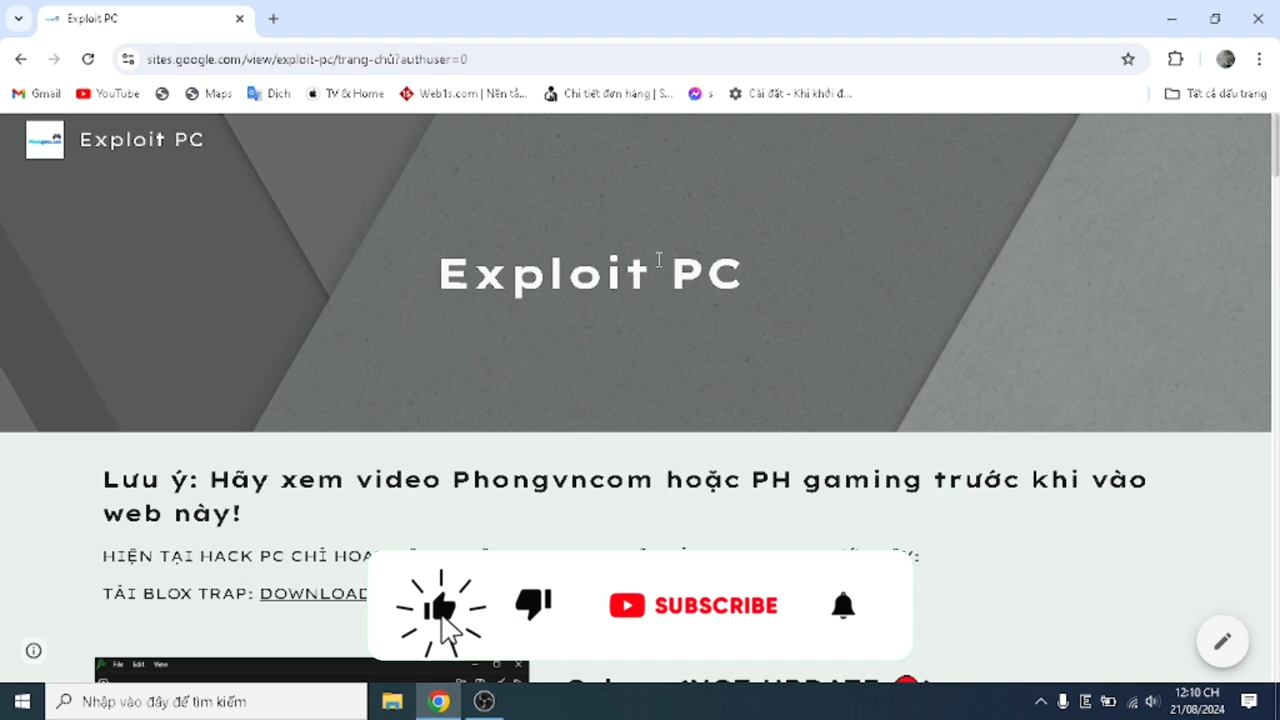 Exploit PC
sites.google.com/view/exploit-pc/trang-chủ?authuser=0
Gmail YouTube Maps Dịch TV & Home Web1s.com | Nền tả... Chi tiết đơn hàng | S... s Cài đặt - Khi khởi đ... Tất cả dấu trang
Exploit PC
Exploit PC
Lưu ý: Hãy xem video Phongvncom hoặc PH gaming trước khi vào
web này!
HIỆN TẠI HACK PC CHỈ
TẢI BLOX TRAP: DOWNLOAD
SUBSCRIBE
File Edit View
Nhập vào đây để tìm kiếm
12:10 CH
21/08/2024